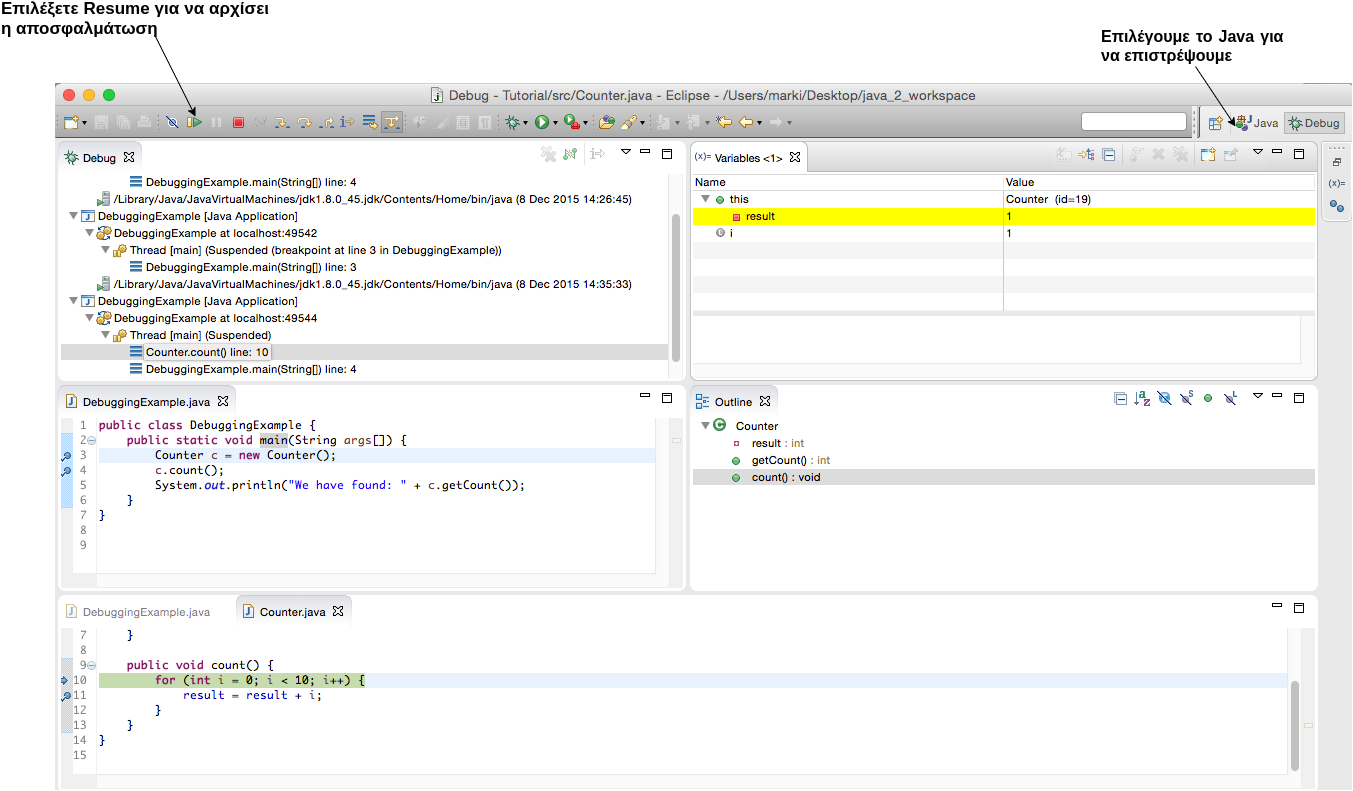 Επιλέξετε Resume για να αρχίσει
η αποσφαλμάτωση
Επιλέγουμε το Java για
να επιστρέψουμε
Debug - Tutorial/src/Counter.java - Eclipse - /Users/marki/Desktop/java_2_workspace
Java
Debug
Debug
DebuggingExample.main(String[]) line: 4
/Library/Java/JavaVirtualMachines/jdk1.8.0_45.jdk/Contents/Home/bin/java (8 Dec 2015 14:26:45)
DebuggingExample [Java Application]
DebuggingExample at localhost:49542
Thread [main] (Suspended (breakpoint at line 3 in DebuggingExample))
DebuggingExample.main(String[]) line: 3
/Library/Java/JavaVirtualMachines/jdk1.8.0_45.jdk/Contents/Home/bin/java (8 Dec 2015 14:35:33)
DebuggingExample [Java Application]
DebuggingExample at localhost:49544
Thread [main] (Suspended)
Counter.count() line: 10
DebuggingExample.main(String[]) line: 4
(x)= Variables <1>
Name Value
this Counter (id=19)
result 1
i 1
(x)=
DebuggingExample.java
1 public class DebuggingExample {
2 public static void main(String args[]) {
3 Counter c = new Counter();
4 c.count();
5 System.out.println("We have found: " + c.getCount());
6 }
7 }
8
9
Outline
Counter
result : int
getCount() : int
count() : void
DebuggingExample.java
Counter.java
7 }
8
9 public void count() {
10 for (int i = 0; i < 10; i++) {
11 result = result + i;
12 }
13 }
14 }
15